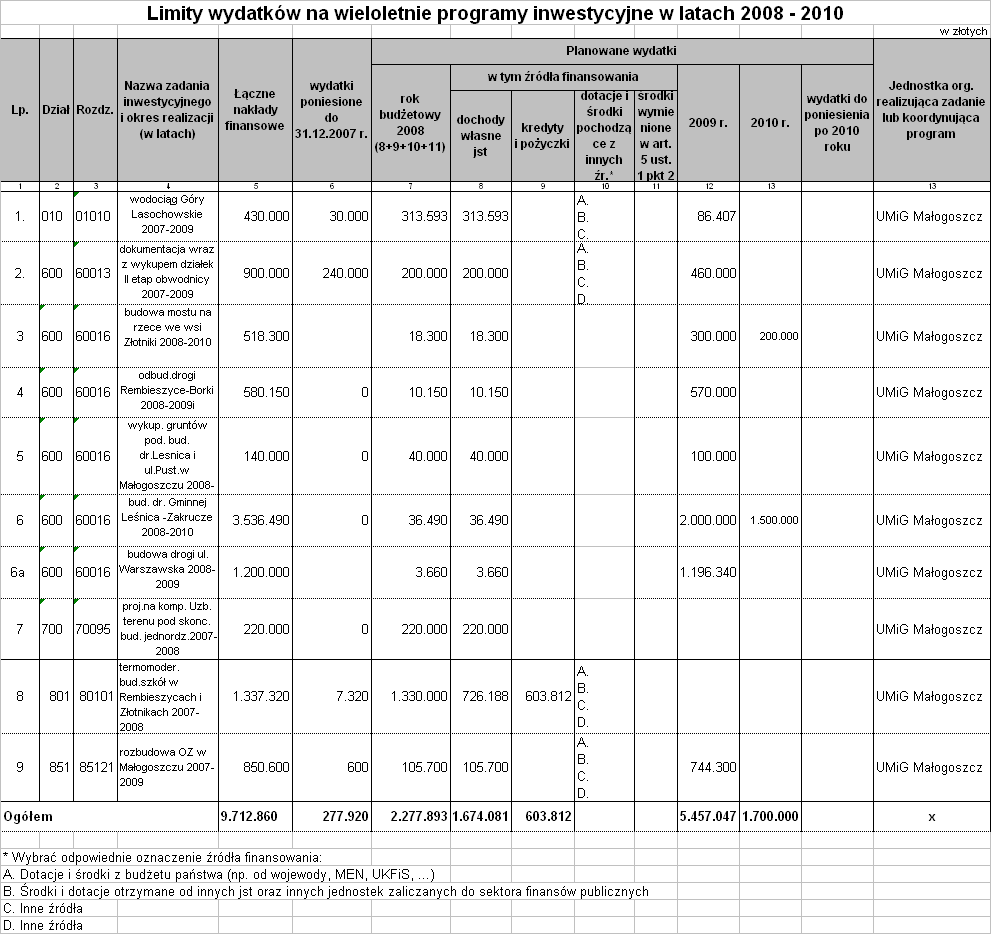 Limity wydatków na wieloletnie programy inwestycyjne w latach 2008 - 2010
w złotych
Lp.
Dział
Rozdz.
Nazwa zadania
inwestycyjnego
i okres realizacji
(w latach)
Łączne
nakłady
finansowe
wydatki
poniesione
do
31.12.2007 r.
Planowane wydatki
rok
budżetowy
2008
(8+9+10+11)
w tym źródła finansowania
dochody
własne
jst
kredyty
i pożyczki
dotacje i
środki
pochodzą
ce z
innych
źr.*
środki
wymie
nione
w art.
5 ust.
1 pkt 2
2009 r.
2010 r.
wydatki do
poniesienia
po 2010
roku
Jednostka org.
realizująca zadanie
lub koordynująca
program
1 2 3 4 5 6 7 8 9 10 11 12 13 13
1. 010 01010
wodociąg Góry
Lasochowskie
2007-2009
430.000 30.000 313.593 313.593
A.
B.
C.
86.407 UMiG Małogoszcz
2. 600 60013
dokumentacja wraz
z wykupem działek
II etap obwodnicy
2007-2009
900.000 240.000 200.000 200.000
A.
B.
C.
D.
460.000 UMiG Małogoszcz
3 600 60016
budowa mostu na
rzece we wsi
Złotniki 2008-2010
518.300 18.300 18.300 300.000 200.000 UMiG Małogoszcz
4 600 60016
odbud.drogi
Rembieszyce-Borki
2008-2009i
580.150 0 10.150 10.150 570.000 UMiG Małogoszcz
5 600 60016
wykup. gruntów
pod. bud.
dr.Lesnica i
ul.Pust.w
Małogoszczu 2008-
140.000 0 40.000 40.000 100.000 UMiG Małogoszcz
6 600 60016
bud. dr. Gminnej
Leśnica -Zakrucze
2008-2010
3.536.490 0 36.490 36.490 2.000.000 1.500.000 UMiG Małogoszcz
6a 600 60016
budowa drogi ul.
Warszawska 2008-
2009
1.200.000 3.660 3.660 1.196.340 UMiG Małogoszcz
7 700 70095
proj.na komp. Uzb.
terenu pod skonc.
bud. jednordz.2007-
2008
220.000 0 220.000 220.000 UMiG Małogoszcz
8 801 80101
termomoder.
bud.szkół w
Rembieszycach i
Złotnikach 2007-
2008
1.337.320 7.320 1.330.000 726.188 603.812
A.
B.
C.
D.
UMiG Małogoszcz
9 851 85121
rozbudowa OZ w
Małogoszczu 2007-
2009
850.600 600 105.700 105.700
A.
B.
C.
D.
744.300 UMiG Małogoszcz
Ogółem 9.712.860 277.920 2.277.893 1.674.081 603.812 5.457.047 1.700.000 x
* Wybrać odpowiednie oznaczenie źródła finansowania:
A. Dotacje i środki z budżetu państwa (np. od wojewody, MEN, UKFiS, ...)
B. Środki i dotacje otrzymane od innych jst oraz innych jednostek zaliczanych do sektora finansów publicznych
C. Inne źródła
D. Inne źródła